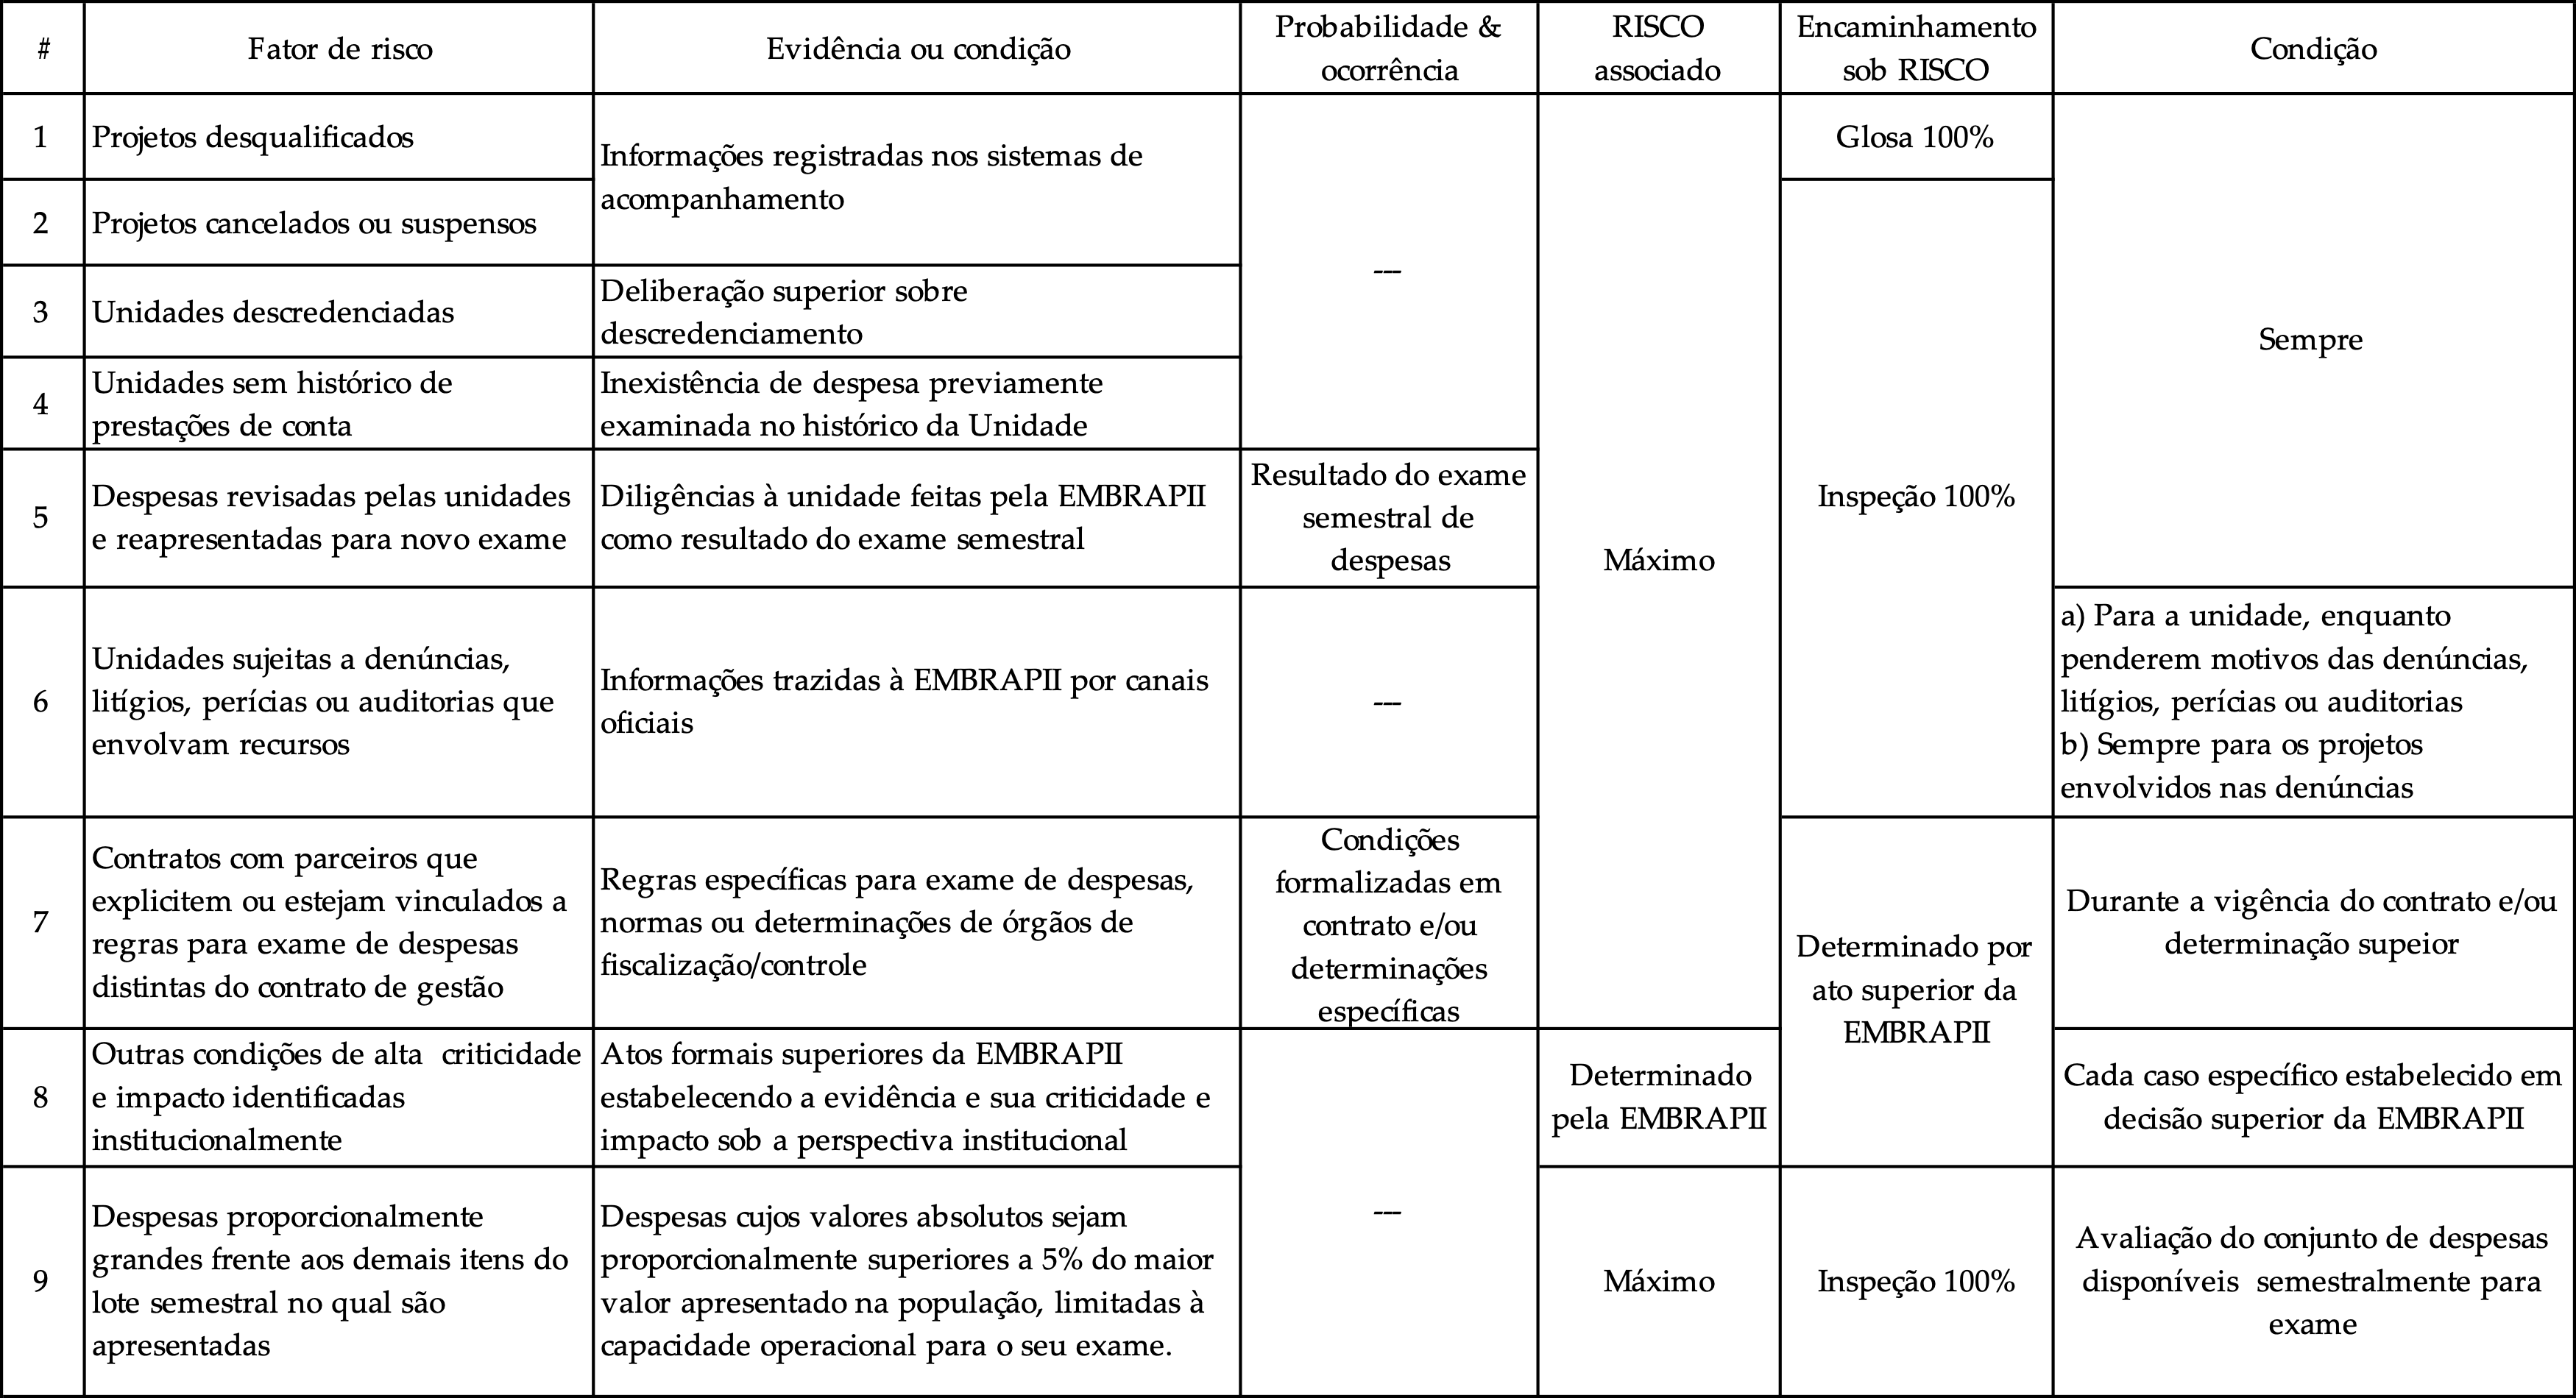 #
Fator de risco
Evidência ou condição
Probabilidade &
ocorrência
RISCO
associado
Encaminhamento
sob RISCO
Condição
1
Projetos desqualificados
Informações registradas nos sistemas de
acompanhamento
---
Máximo
Glosa 100%
Sempre
2
Projetos cancelados ou suspensos
Inspeção 100%
3
Unidades descredenciadas
Deliberação superior sobre
descredenciamento
4
Unidades sem histórico de
prestações de conta
Inexistência de despesa previamente
examinada no histórico da Unidade
5
Despesas revisadas pelas unidades
e reapresentadas para novo exame
Diligências à unidade feitas pela EMBRAPII
como resultado do exame semestral
Resultado do exame
semestral de
despesas
6
Unidades sujeitas a denúncias,
litígios, perícias ou auditorias que
envolvam recursos
Informações trazidas à EMBRAPII por canais
oficiais
---
a) Para a unidade, enquanto
penderem motivos das denúncias,
litígios, perícias ou auditorias
b) Sempre para os projetos
envolvidos nas denúncias
7
Contratos com parceiros que
explicitem ou estejam vinculados a
regras para exame de despesas
distintas do contrato de gestão
Regras específicas para exame de despesas,
normas ou determinações de órgãos de
fiscalização/controle
Condições
formalizadas em
contrato e/ou
determinações
específicas
Determinado por
ato superior da
EMBRAPII
Durante a vigência do contrato e/ou
determinação supeior
8
Outras condições de alta criticidade
e impacto identificadas
institucionalmente
Atos formais superiores da EMBRAPII
estabelecendo a evidência e sua criticidade e
impacto sob a perspectiva institucional
---
Determinado
pela EMBRAPII
Cada caso específico estabelecido em
decisão superior da EMBRAPII
9
Despesas proporcionalmente
grandes frente aos demais itens do
lote semestral no qual são
apresentadas
Despesas cujos valores absolutos sejam
proporcionalmente superiores a 5% do maior
valor apresentado na população, limitadas à
capacidade operacional para o seu exame.
Máximo
Inspeção 100%
Avaliação do conjunto de despesas
disponíveis semestralmente para
exame